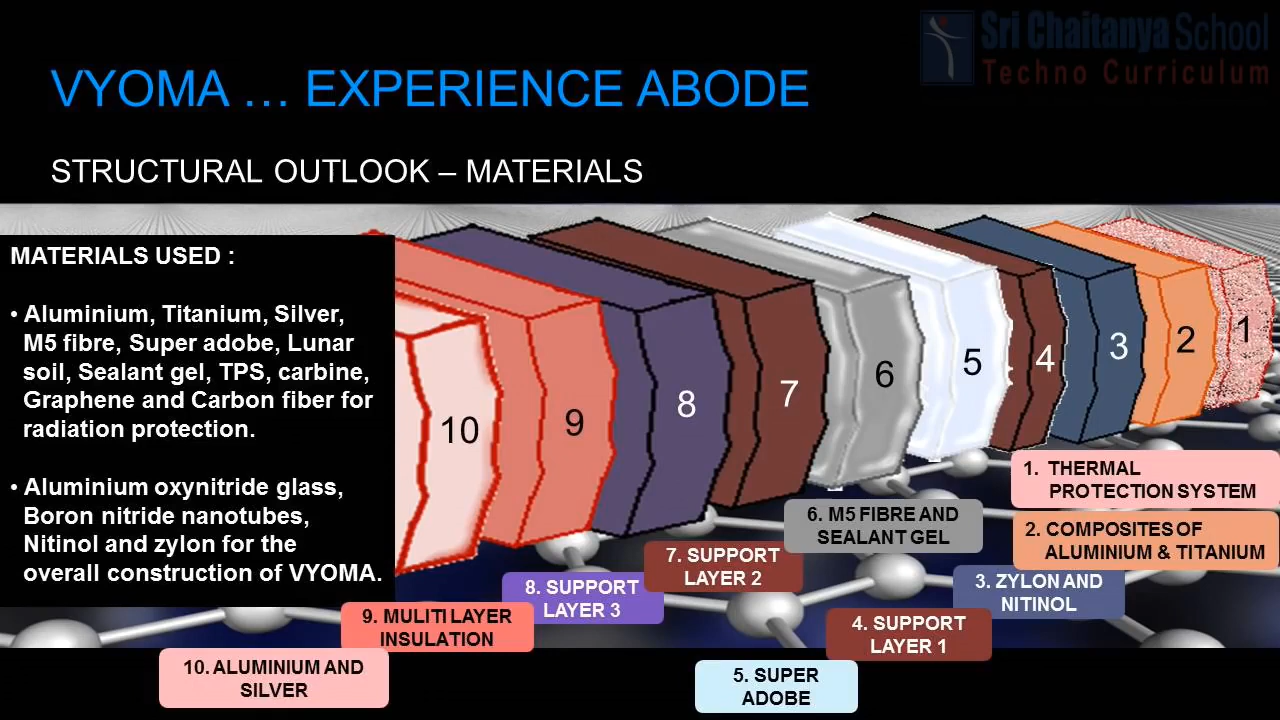 Sri Chaitanya School
Techno Curriculum
VYOMA … EXPERIENCE ABODE
STRUCTURAL OUTLOOK – MATERIALS
MATERIALS USED :
• Aluminium, Titanium, Silver,
M5 fibre, Super adobe, Lunar
soil, Sealant gel, TPS, carbine,
Graphene and Carbon fiber for
radiation protection.
• Aluminium oxynitride glass,
Boron nitride nanotubes,
Nitinol and zylon for the
overall construction of VYOMA.
10
9
8
7
6
5
4
3
2
1
1. THERMAL
PROTECTION SYSTEM
2. COMPOSITES OF
ALUMINIUM & TITANIUM
3. ZYLON AND
NITINOL
4. SUPPORT
LAYER 1
5. SUPER
ADOBE
6. M5 FIBRE AND
SEALANT GEL
7. SUPPORT
LAYER 2
8. SUPPORT
LAYER 3
9. MULITI LAYER
INSULATION
10. ALUMINIUM AND
SILVER